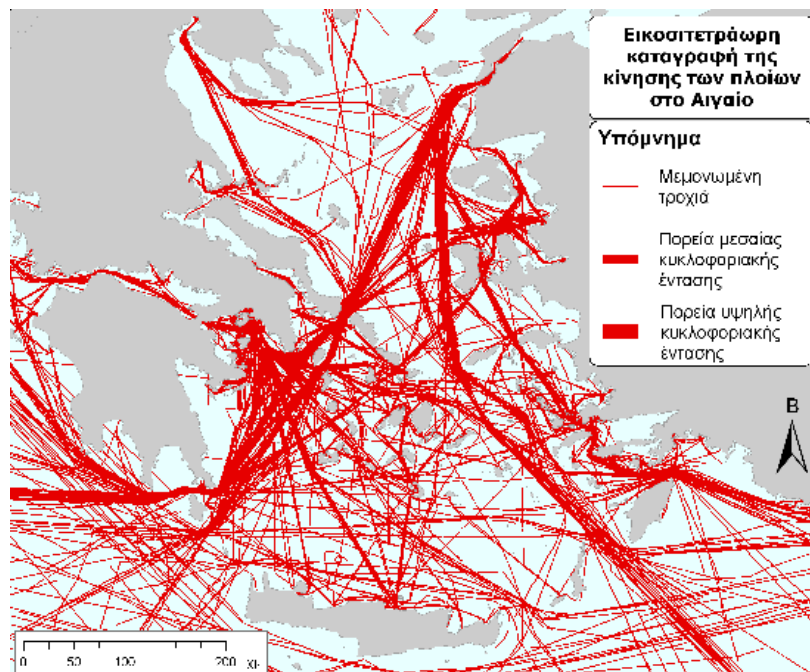 Εικοσιτετράωρη
καταγραφή της
κίνησης των πλοίων
στο Αιγαίο
Υπόμνημα
Μεμονωμένη
τροχιά
Πορεία μεσαίας
κυκλοφοριακής
έντασης
Πορεία υψηλής
κυκλοφοριακής
έντασης
Β
0 50 100 200